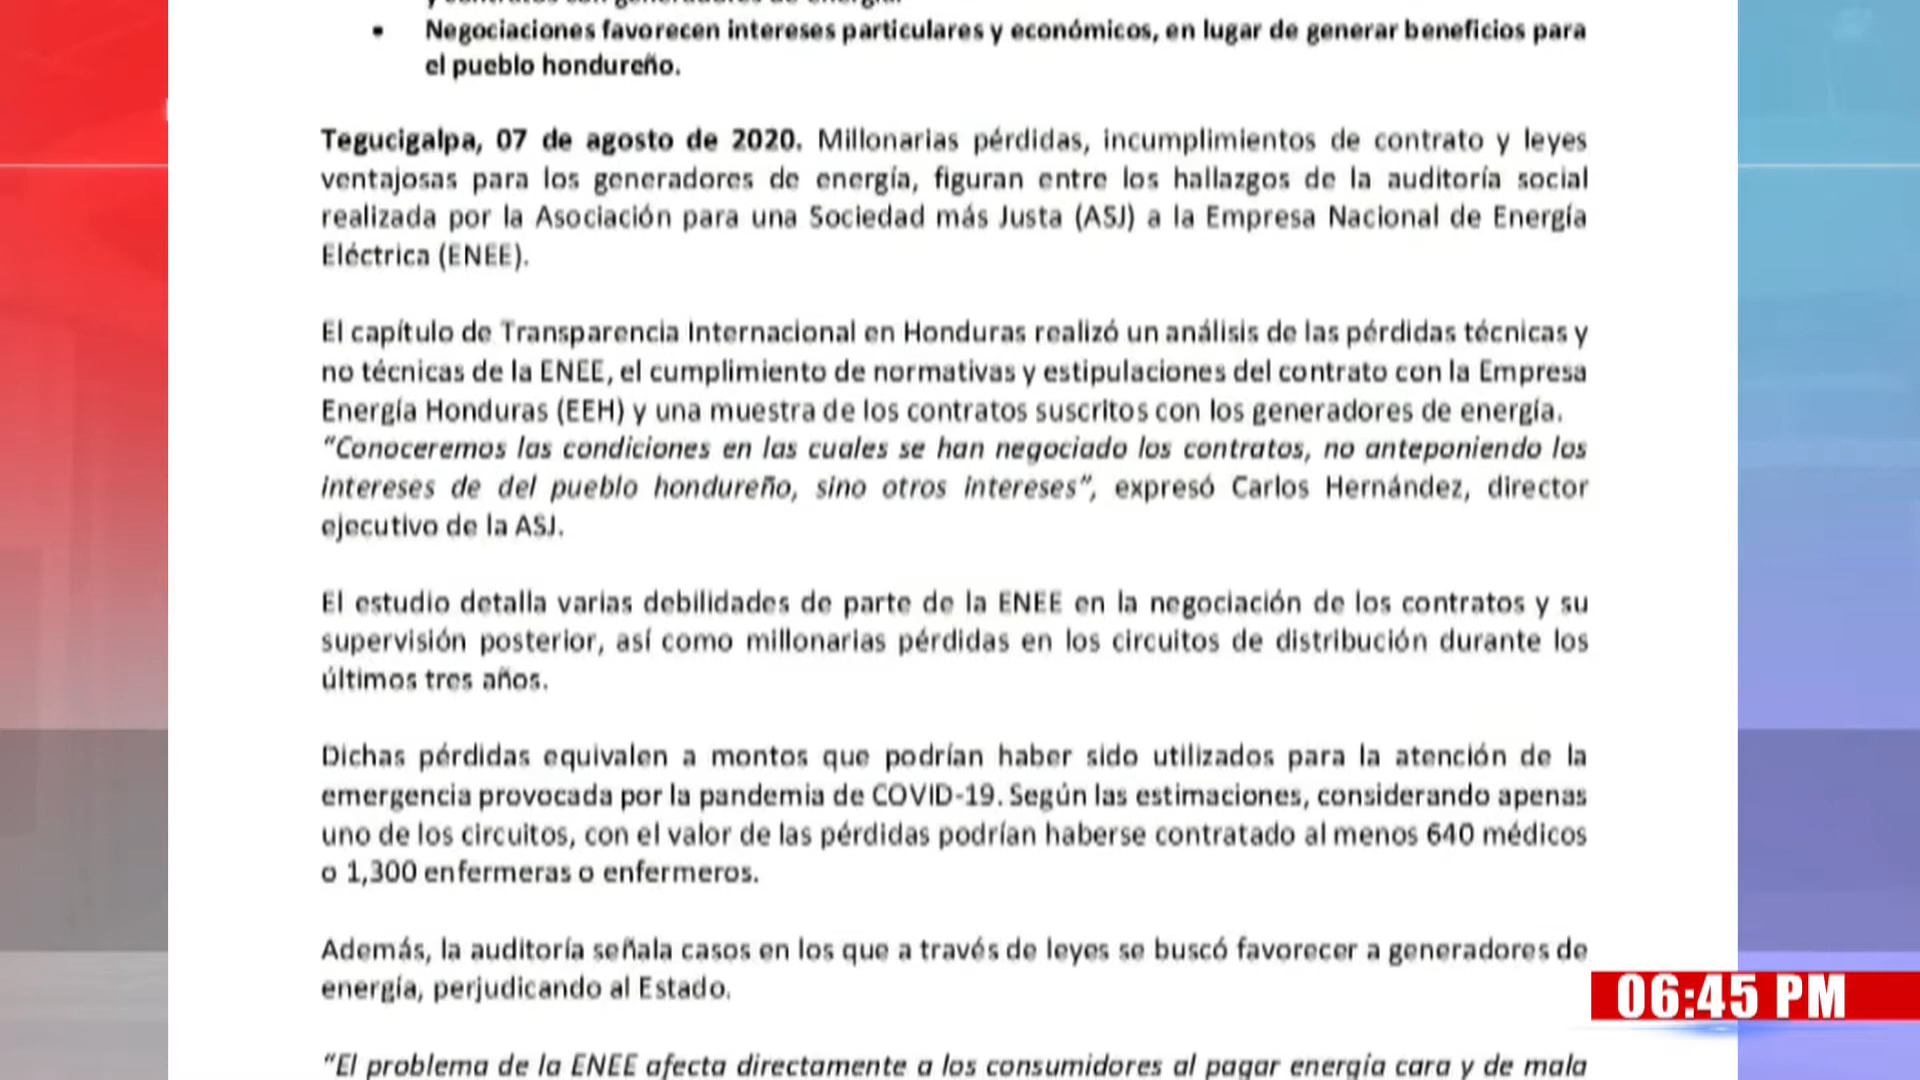 y contratos con generadores de energía.
• Negociaciones favorecen intereses particulares y económicos, en lugar de generar beneficios para
el pueblo hondureño.
Tegucigalpa, 07 de agosto de 2020. Millonarias pérdidas, incumplimientos de contrato y leyes
ventajosas para los generadores de energía, figuran entre los hallazgos de la auditoría social
realizada por la Asociación para una Sociedad más Justa (ASJ) a la Empresa Nacional de Energía
Eléctrica (ENEE).
El capítulo de Transparencia Internacional en Honduras realizó un análisis de las pérdidas técnicas y
no técnicas de la ENEE, el cumplimiento de normativas y estipulaciones del contrato con la Empresa
Energía Honduras (EEH) y una muestra de los contratos suscritos con los generadores de energía.
“Conoceremos las condiciones en las cuales se han negociado los contratos, no anteponiendo los
intereses de del pueblo hondureño, sino otros intereses”, expresó Carlos Hernández, director
ejecutivo de la ASJ.
El estudio detalla varias debilidades de parte de la ENEE en la negociación de los contratos y su
supervisión posterior, así como millonarias pérdidas en los circuitos de distribución durante los
últimos tres años.
Dichas pérdidas equivalen a montos que podrían haber sido utilizados para la atención de la
emergencia provocada por la pandemia de COVID-19. Según las estimaciones, considerando apenas
uno de los circuitos, con el valor de las pérdidas podrían haberse contratado al menos 640 médicos
o 1,300 enfermeras o enfermeros.
Además, la auditoría señala casos en los que a través de leyes se buscó favorecer a generadores de
energía, perjudicando al Estado.
06:45 PM
“El problema de la ENEE afecta directamente a los consumidores al pagar energía cara y de mala